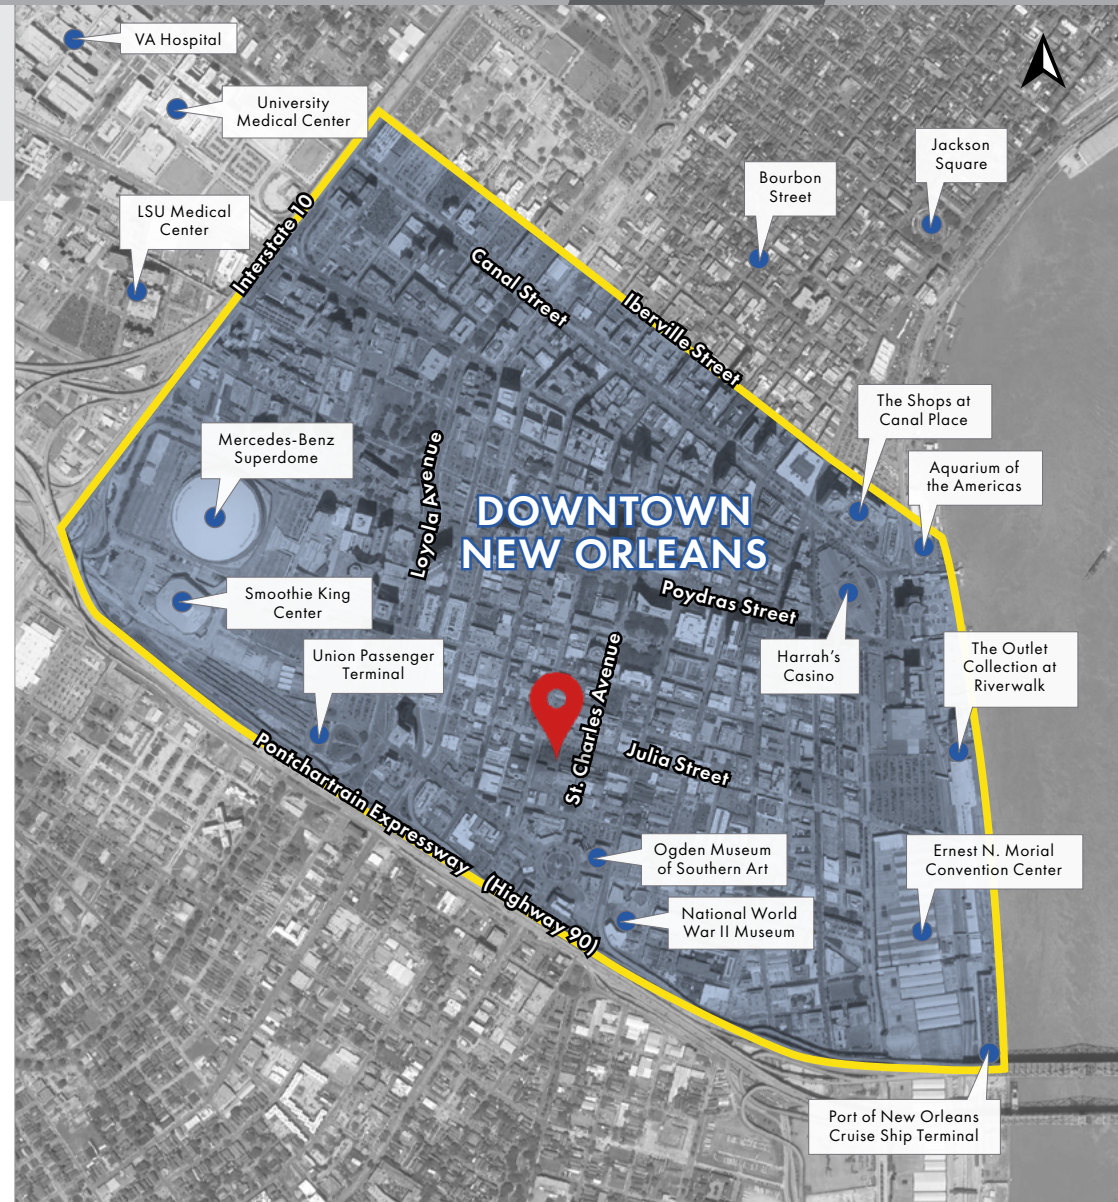 VA Hospital
University
Medical Center
Jackson
Square
Bourbon
Street
LSU Medical
Center
Interstate 10
Canal Street
Iberville Street
The Shops at
Canal Place
Mercedes-Benz
Superdome
Aquarium of
the Americas
Loyola Avenue
DOWNTOWN
NEW ORLEANS
Smoothie King
Center
Poydras Street
Union Passenger
Terminal
Harrah's
Casino
The Outlet
Collection at
Riverwalk
St. Charles Avenue
Julia Street
Pontchartrain Expressway (Highway 90)
Ogden Museum
of Southern Art
Ernest N. Morial
Convention Center
National World
War II Museum
Port of New Orleans
Cruise Ship Terminal